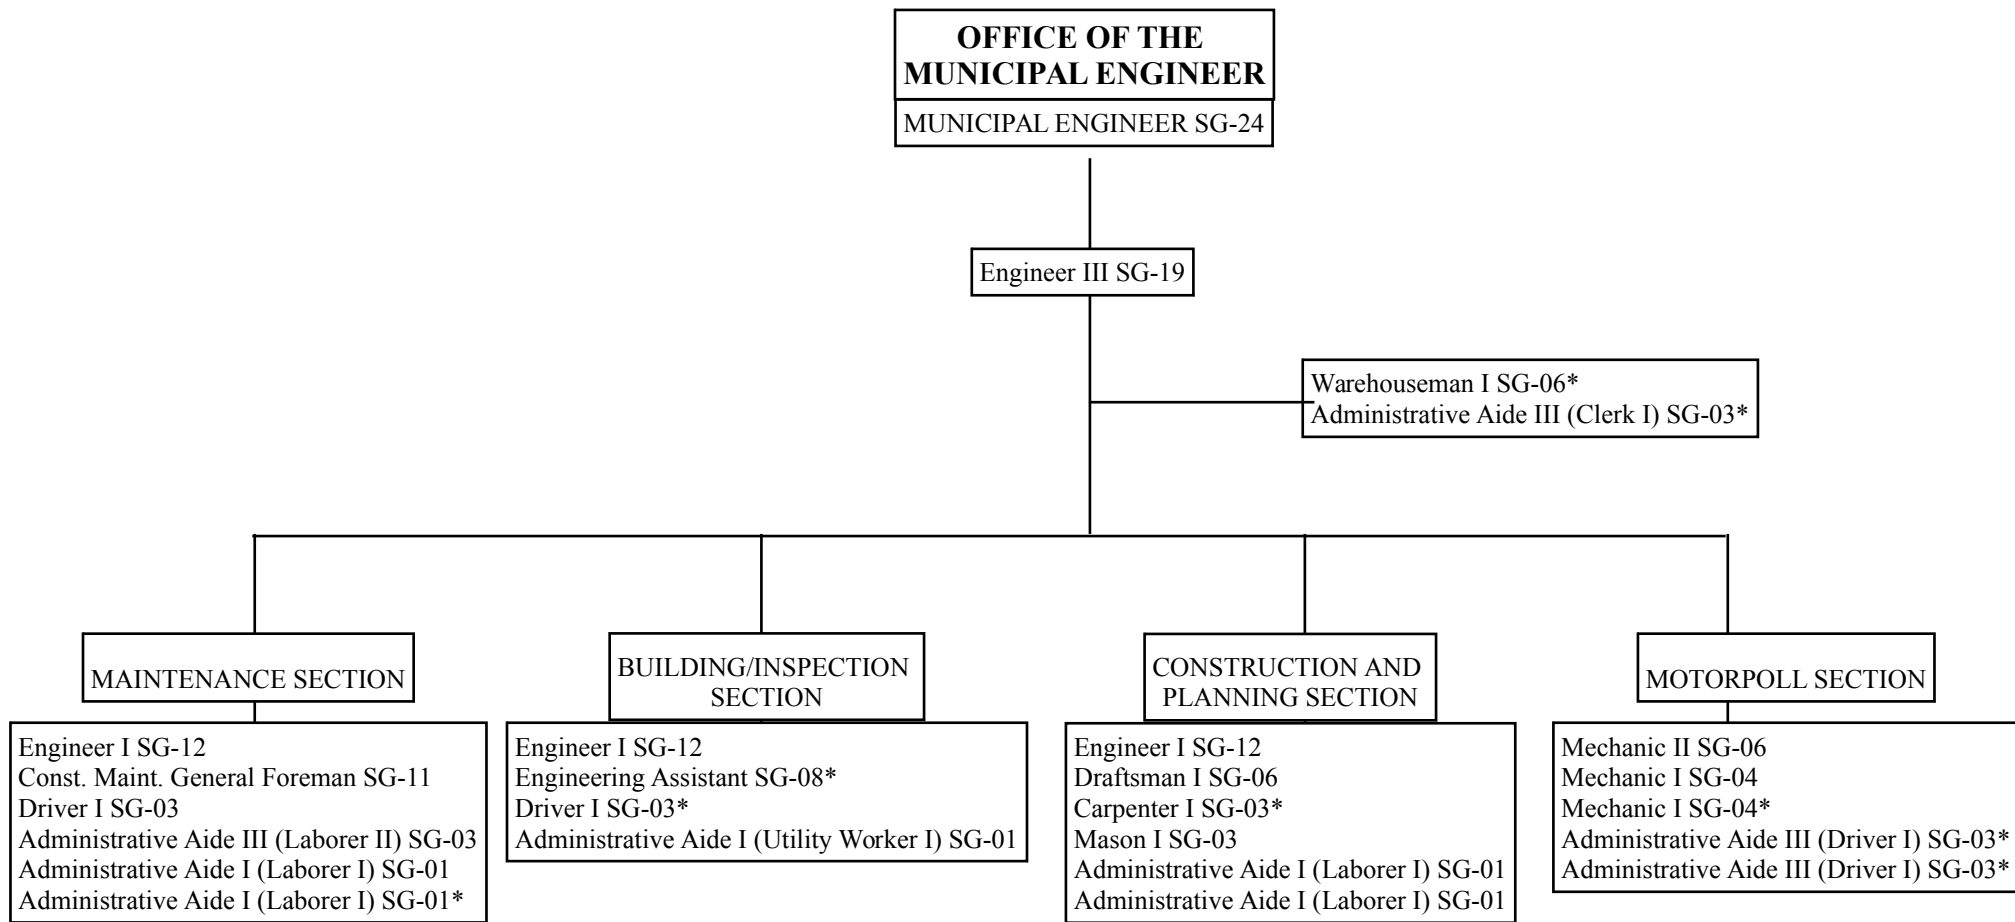 OFFICE OF THE
MUNICIPAL ENGINEER
MUNICIPAL ENGINEER SG-24
Engineer III SG-19
Warehouseman I SG-06*
Administrative Aide III (Clerk I) SG-03*
MAINTENANCE SECTION
Engineer I SG-12
Const. Maint. General Foreman SG-11
Driver I SG-03
Administrative Aide III (Laborer II) SG-03
Administrative Aide I (Laborer I) SG-01
Administrative Aide I (Laborer I) SG-01*
BUILDING/INSPECTION
SECTION
Engineer I SG-12
Engineering Assistant SG-08*
Driver I SG-03*
Administrative Aide I (Utility Worker I) SG-01
CONSTRUCTION AND
PLANNING SECTION
Engineer I SG-12
Draftsman I SG-06
Carpenter I SG-03*
Mason I SG-03
Administrative Aide I (Laborer I) SG-01
Administrative Aide I (Laborer I) SG-01
MOTORPOLL SECTION
Mechanic II SG-06
Mechanic I SG-04
Mechanic I SG-04*
Administrative Aide III (Driver I) SG-03*
Administrative Aide III (Driver I) SG-03*